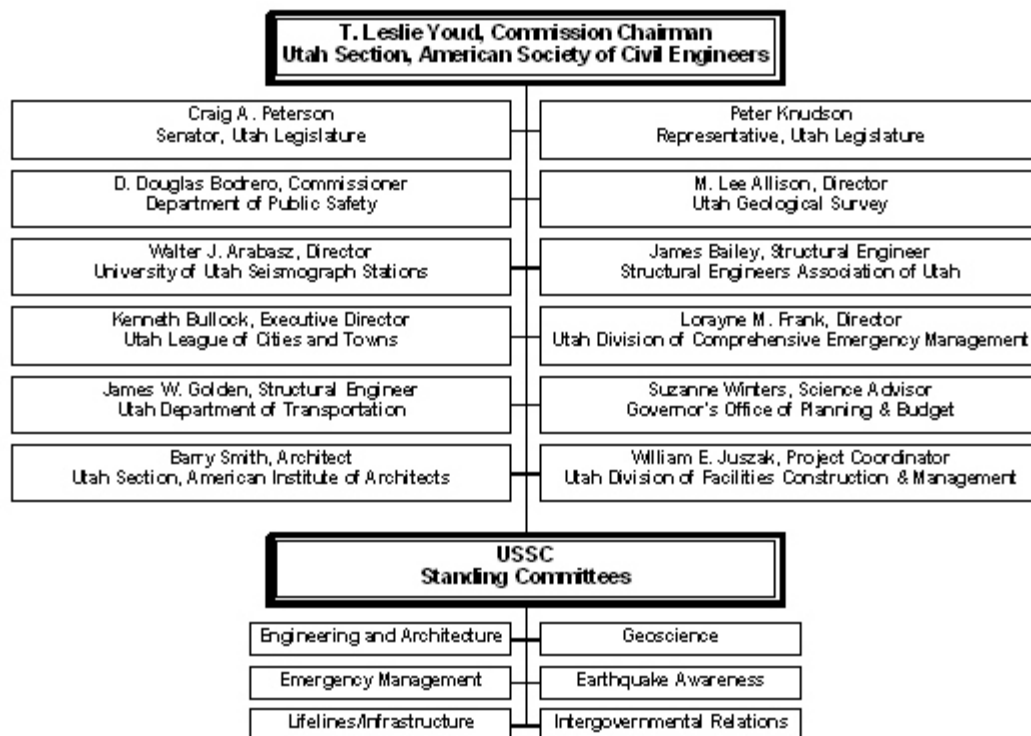 T. Leslie Youd, Commission Chairman
Utah Section, American Society of Civil Engineers
Craig A. Peterson
Senator, Utah Legislature
Peter Knudson
Representative, Utah Legislature
D. Douglas Bodrero, Commissioner
Department of Public Safety
M. Lee Allison, Director
Utah Geological Survey
Walter J. Arabasz, Director
University of Utah Seismograph Stations
James Bailey, Structural Engineer
Structural Engineers Association of Utah
Kenneth Bullock, Executive Director
Utah League of Cities and Towns
Lorayne M. Frank, Director
Utah Division of Comprehensive Emergency Management
James W. Golden, Structural Engineer
Utah Department of Transportation
Suzanne Winters, Science Advisor
Governor's Office of Planning & Budget
Barry Smith, Architect
Utah Section, American Institute of Architects
William E. Juszak, Project Coordinator
Utah Division of Facilities Construction & Management
USSC
Standing Committees
Engineering and Architecture
Geoscience
Emergency Management
Earthquake Awareness
Lifelines/Infrastructure
Intergovernmental Relations